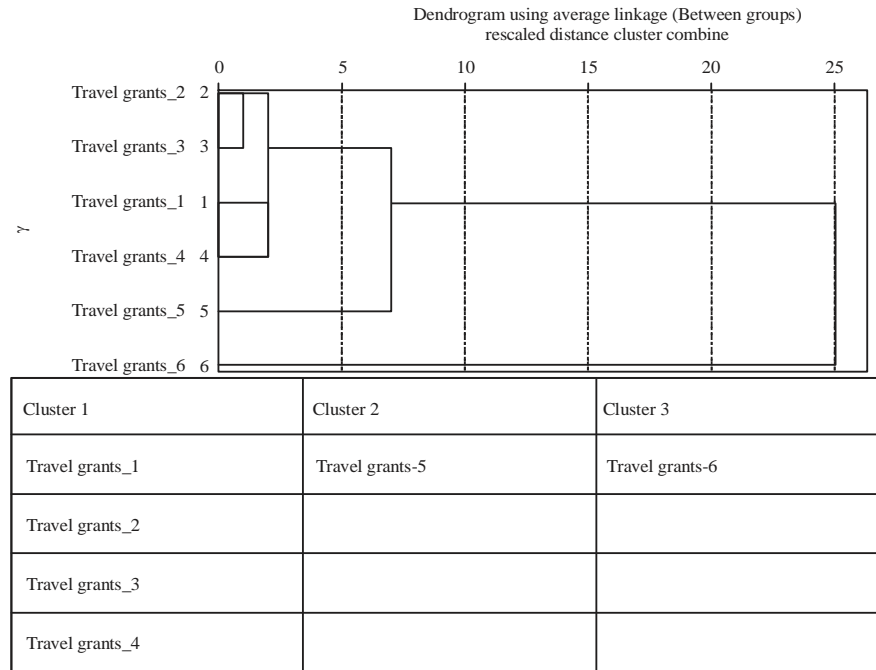 Dendrogram using average linkage (Between groups)
rescaled distance cluster combine
0 5 10 15 20 25
Travel grants_2 2
Travel grants_3 3
Travel grants_1 1
γ
Travel grants_4 4
Travel grants_5 5
Travel grants_6 6
Cluster 1 Cluster 2 Cluster 3
Travel grants_1 Travel grants-5 Travel grants-6
Travel grants_2
Travel grants_3
Travel grants_4